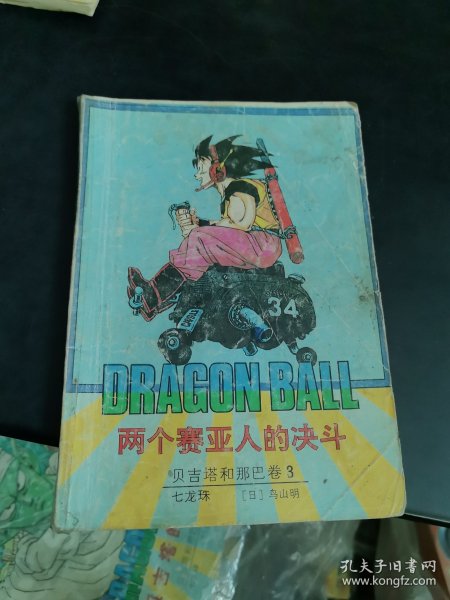 34
DRAGON BALL
两个赛亚人的决斗
贝吉塔和那巴卷3
七龙珠 [日]鸟山明
DRAGON
孔夫子旧书网
www.kongfz.com